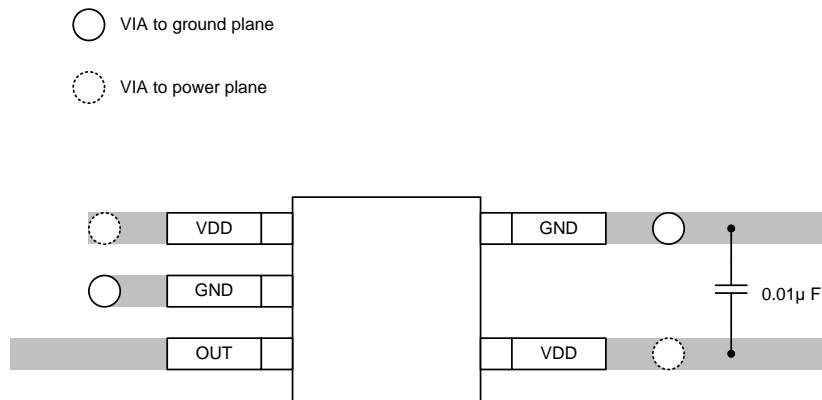 VIA to ground plane
VIA to power plane
VDD
GND
GND
0.01µ F
OUT
VDD